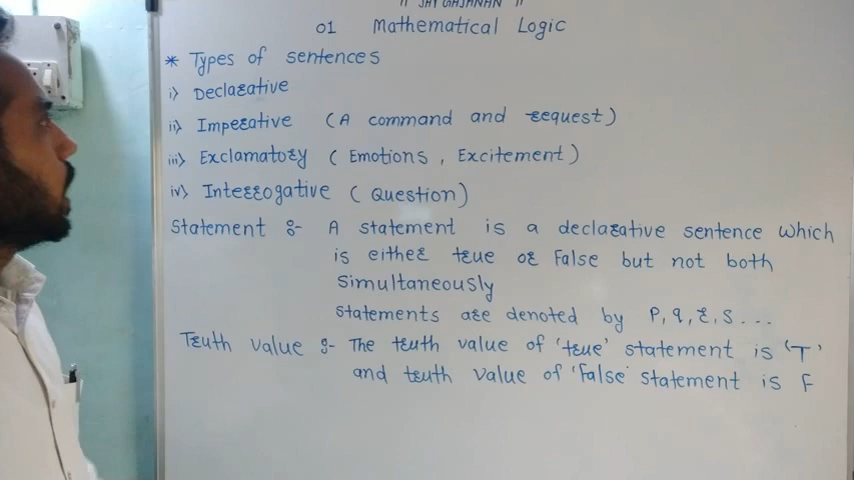 " JAY GAJANAN "
01 Mathematical Logic
* Types of sentences
i) Declarative
ii) Imperative (A command and request)
iii) Exclamatory (Emotions, Excitement)
iv) Interrogative (Question)
Statement :- A statement is a declarative sentence which
is either true or False but not both
simultaneously
statements are denoted by P, q, r, s ...
Truth value :- The truth value of 'true' statement is 'T'
and truth value of 'False' statement is F